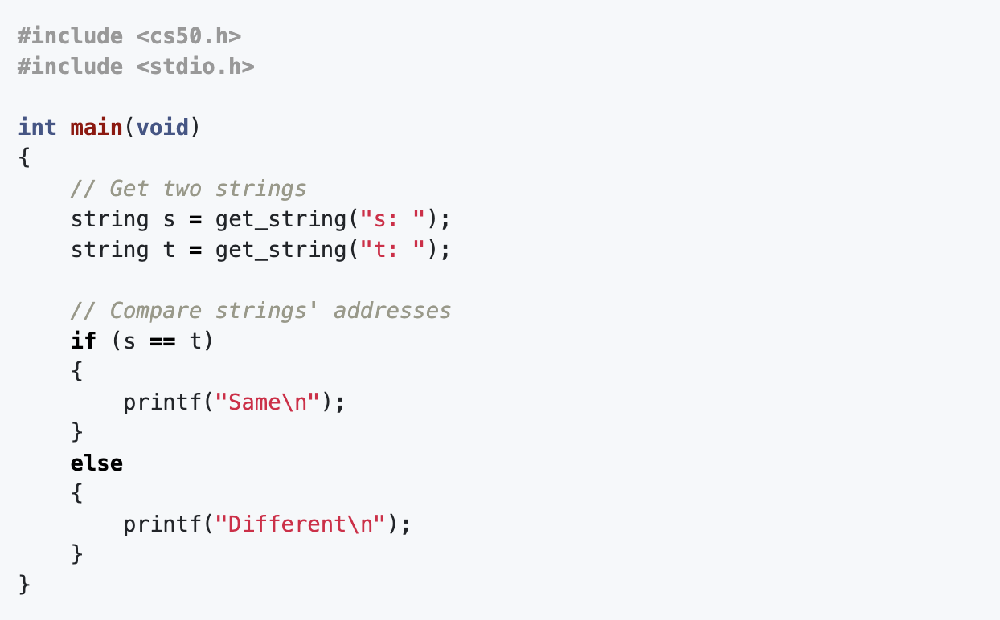 #include <cs50.h>
#include <stdio.h>

int main(void)
{
    // Get two strings
    string s = get_string("s: ");
    string t = get_string("t: ");

    // Compare strings' addresses
    if (s == t)
    {
        printf("Same\n");
    }
    else
    {
        printf("Different\n");
    }
}